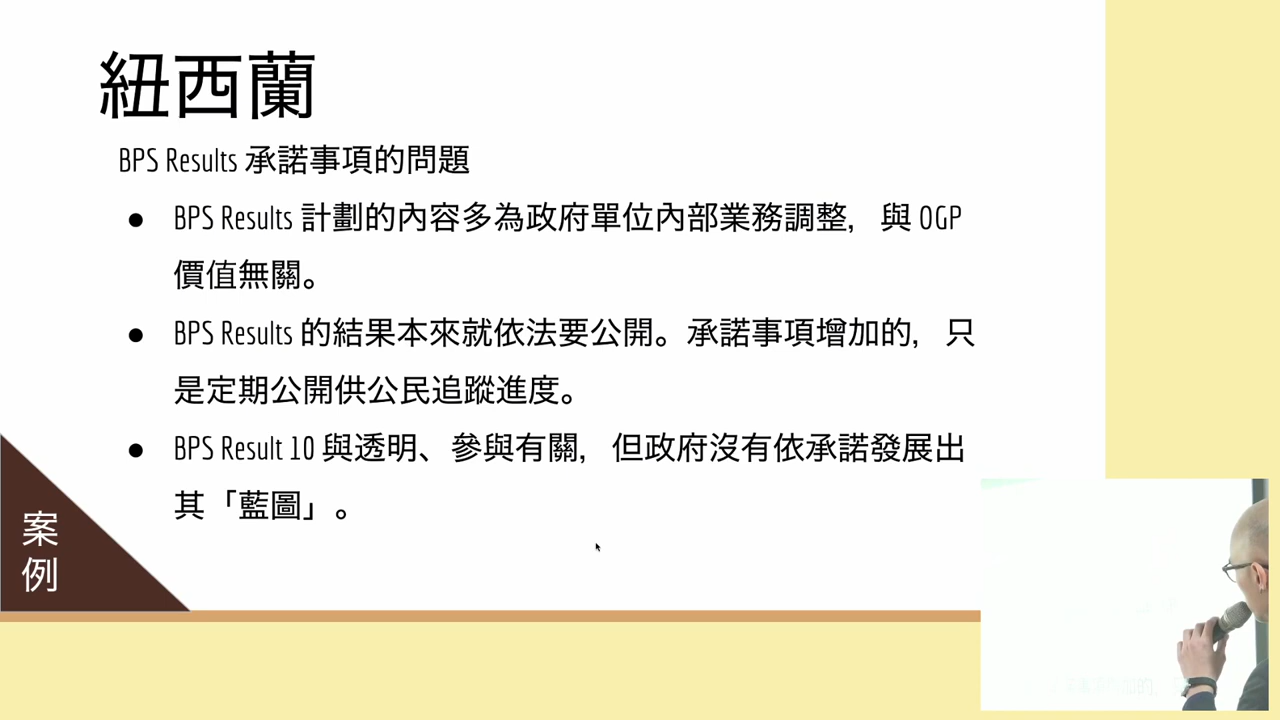 紐西蘭
BPS Results 承諾事項的問題
● BPS Results 計劃的內容多為政府單位內部業務調整，與 OGP
價值無關。
● BPS Results 的結果本來就依法要公開。承諾事項增加的，只
是定期公開供公民追蹤進度。
● BPS Result 10 與透明、參與有關，但政府沒有依承諾發展出
其「藍圖」。
案
例